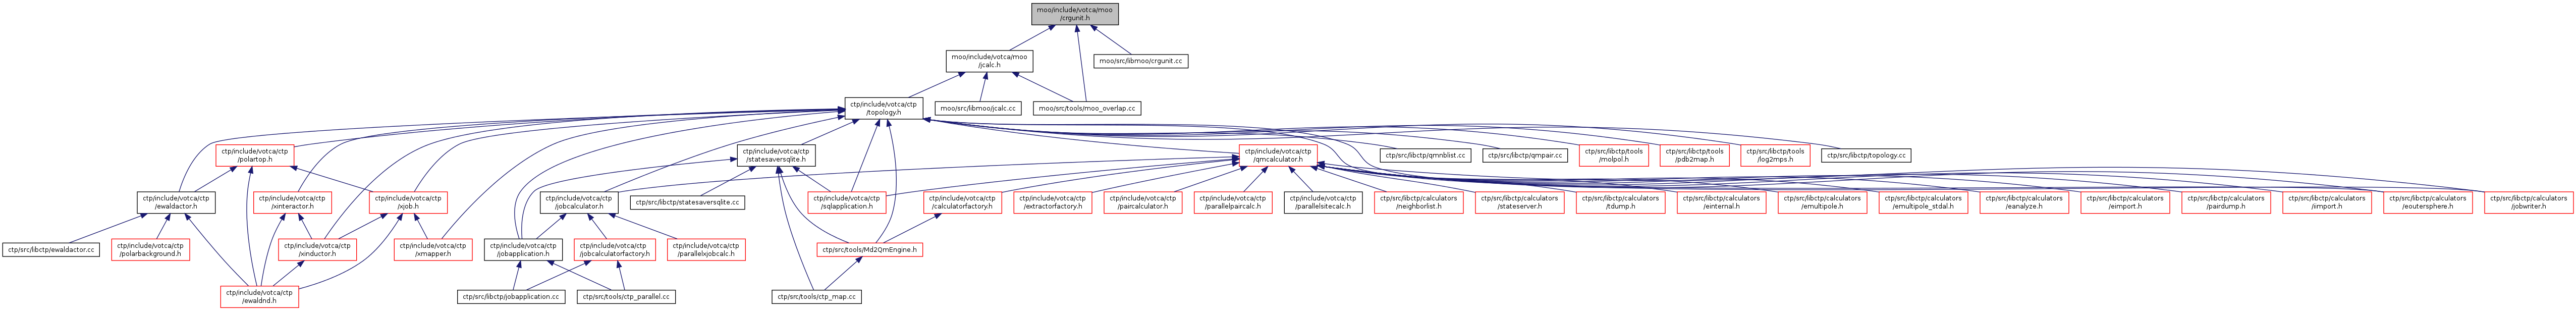 moo/include/votca/moo
/crgunit.h
moo/include/votca/moo
/jcalc.h
moo/src/libmoo/crgunit.cc
ctp/include/votca/ctp
/topology.h
moo/src/libmoo/jcalc.cc
moo/src/tools/moo_overlap.cc
ctp/include/votca/ctp
/polartop.h
ctp/include/votca/ctp
/statesaversqlite.h
ctp/include/votca/ctp
/qmcalculator.h
ctp/src/libctp/qmnblist.cc
ctp/src/libctp/qmpair.cc
ctp/src/libctp/tools
/molpol.h
ctp/src/libctp/tools
/pdb2map.h
ctp/src/libctp/tools
/log2mps.h
ctp/src/libctp/topology.cc
ctp/include/votca/ctp
/ewaldactor.h
ctp/include/votca/ctp
/xinteractor.h
ctp/include/votca/ctp
/xjob.h
ctp/include/votca/ctp
/jobcalculator.h
ctp/src/libctp/statesaversqlite.cc
ctp/include/votca/ctp
/sqlapplication.h
ctp/include/votca/ctp
/calculatorfactory.h
ctp/include/votca/ctp
/extractorfactory.h
ctp/include/votca/ctp
/paircalculator.h
ctp/include/votca/ctp
/parallelpaircalc.h
ctp/include/votca/ctp
/parallelsitecalc.h
ctp/src/libctp/calculators
/neighborlist.h
ctp/src/libctp/calculators
/stateserver.h
ctp/src/libctp/calculators
/tdump.h
ctp/src/libctp/calculators
/einternal.h
ctp/src/libctp/calculators
/emultipole.h
ctp/src/libctp/calculators
/emultipole_stdal.h
ctp/src/libctp/calculators
/eanalyze.h
ctp/src/libctp/calculators
/eimport.h
ctp/src/libctp/calculators
/pairdump.h
ctp/src/libctp/calculators
/iimport.h
ctp/src/libctp/calculators
/eoutersphere.h
ctp/src/libctp/calculators
/jobwriter.h
ctp/src/libctp/ewaldactor.cc
ctp/include/votca/ctp
/polarbackground.h
ctp/include/votca/ctp
/xinductor.h
ctp/include/votca/ctp
/xmapper.h
ctp/include/votca/ctp
/jobapplication.h
ctp/include/votca/ctp
/jobcalculatorfactory.h
ctp/include/votca/ctp
/parallelxjobcalc.h
ctp/src/tools/Md2QmEngine.h
ctp/include/votca/ctp
/ewaldnd.h
ctp/src/libctp/jobapplication.cc
ctp/src/tools/ctp_parallel.cc
ctp/src/tools/ctp_map.cc